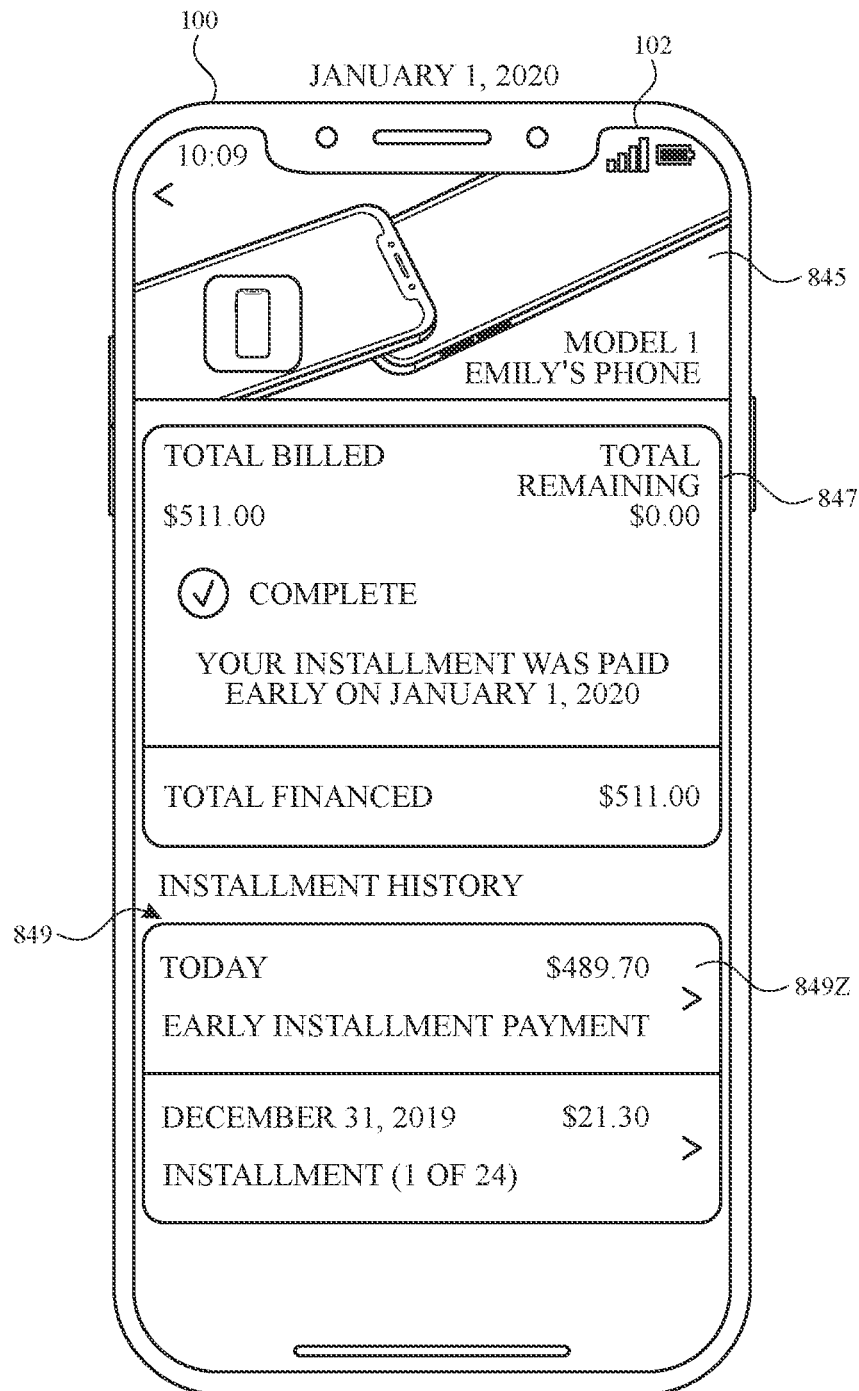 100
JANUARY 1, 2020
102
10:09
<
845
MODEL 1
EMILY'S PHONE
TOTAL BILLED
$511.00
TOTAL
REMAINING
$0.00
847
COMPLETE
YOUR INSTALLMENT WAS PAID
EARLY ON JANUARY 1, 2020
TOTAL FINANCED $511.00
INSTALLMENT HISTORY
849
TODAY $489.70
849Z
>
EARLY INSTALLMENT PAYMENT
DECEMBER 31, 2019 $21.30
>
INSTALLMENT (1 OF 24)